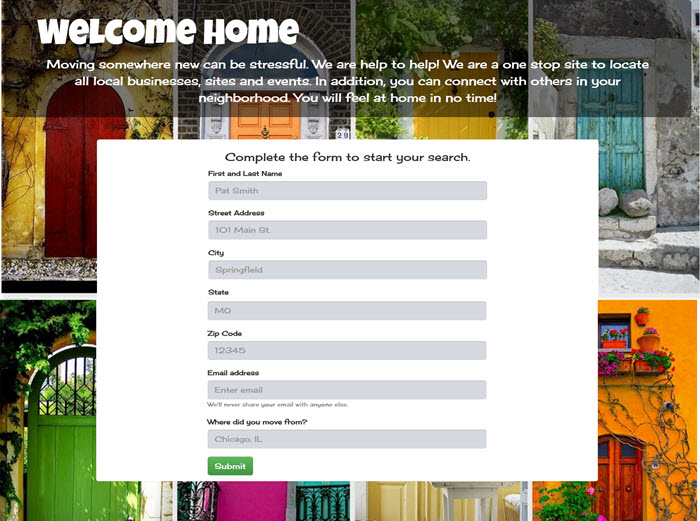 Welcome Home
Moving somewhere new can be stressful. We are help to help! We are a one stop site to locate
all local businesses, sites and events. In addition, you can connect with others in your
neighborhood. You will feel at home in no time!
29
Complete the form to start your search.
First and Last Name
Pat Smith
Street Address
101 Main St.
City
Springfield
State
MO
Zip Code
12345
Email address
Enter email
We'll never share your email with anyone else.
Where did you move from?
Chicago, IL
Submit